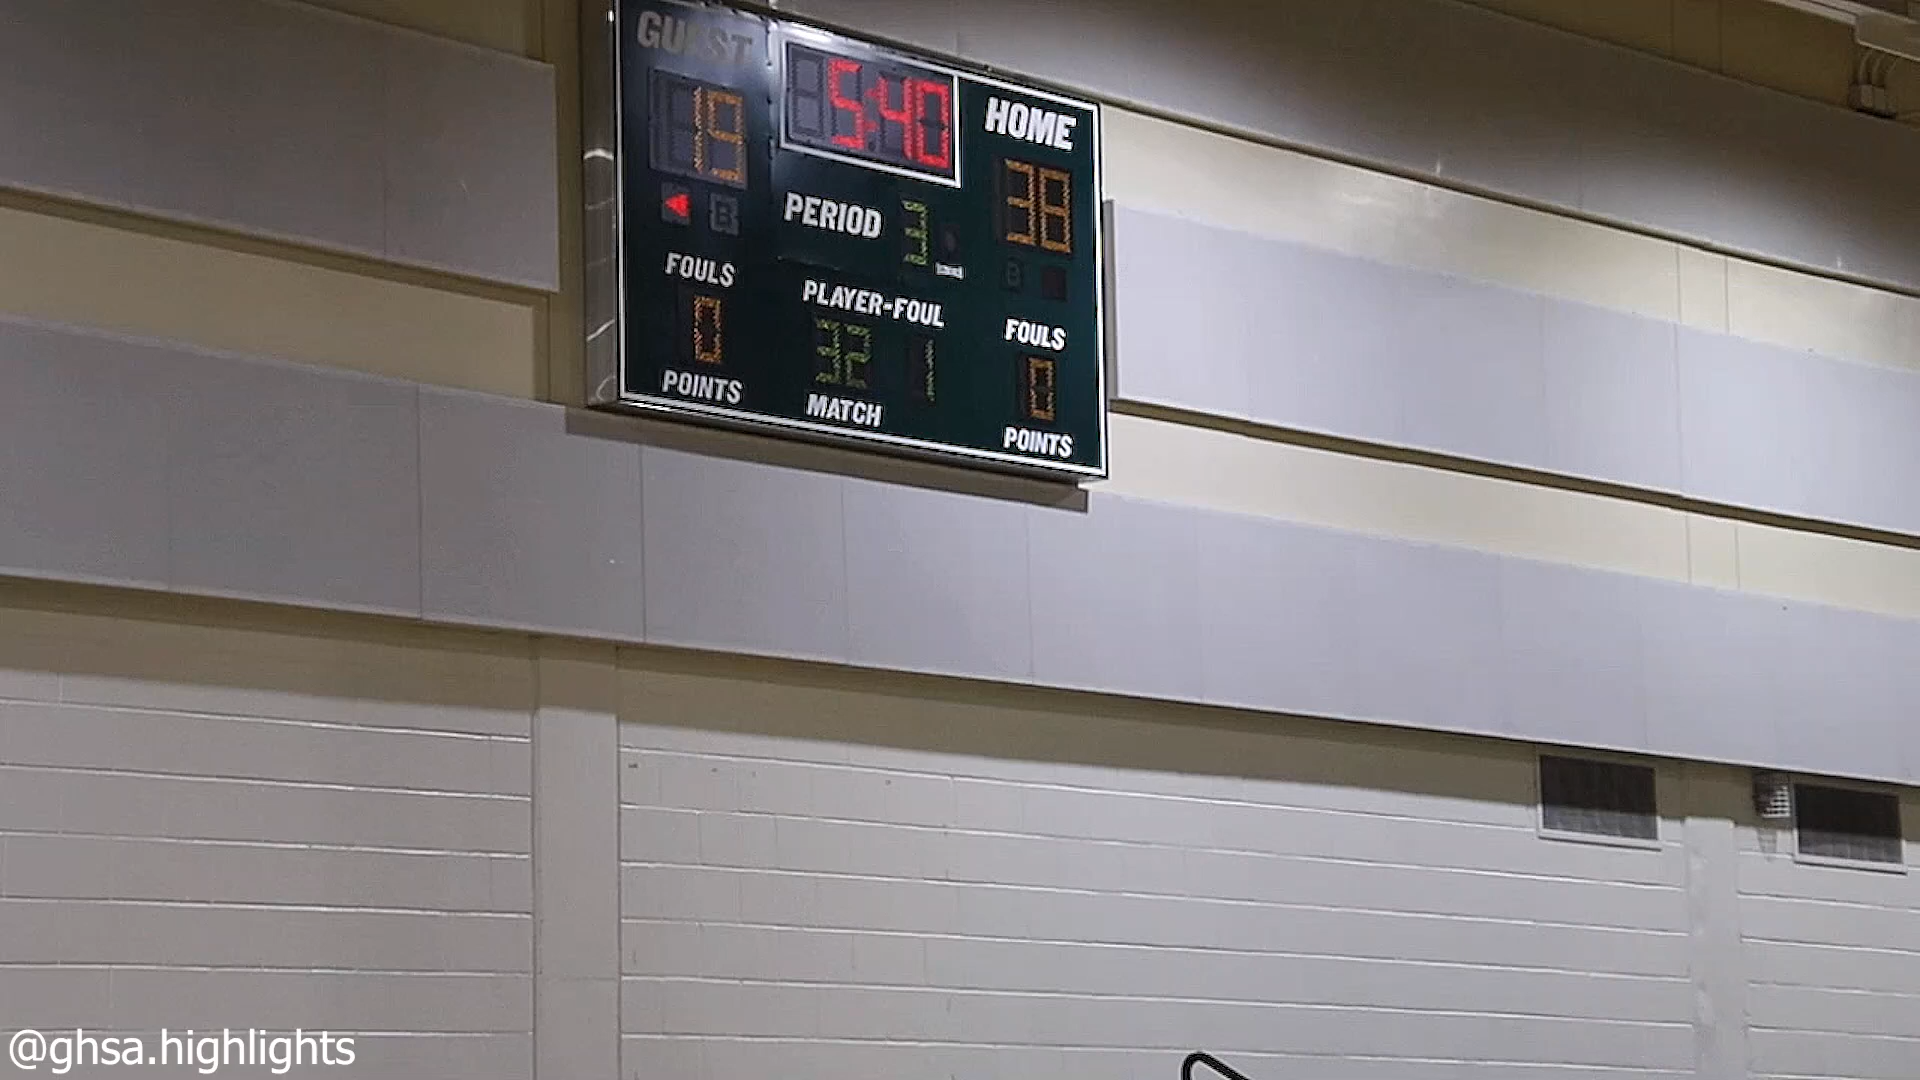 GUEST
5:40
HOME
19
38
PERIOD 3
FOULS
PLAYER-FOUL
FOULS
0
32 1
0
POINTS
MATCH
POINTS
@ghsa.highlights